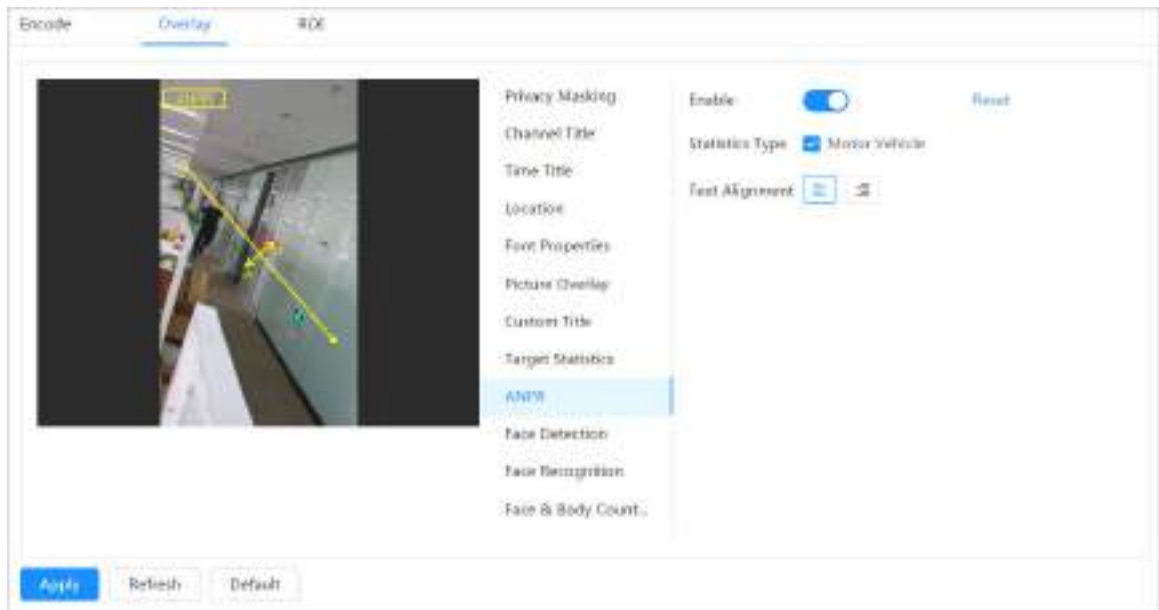 Encode Overlay ROI
Privacy Masking
Enable Reset
Channel Title
Statistics Type Motor Vehicle
Time Title
Text Alignment
Location
Font Properties
Picture Overlay
Custom Title
Target Statistics
ANPR
Face Detection
Face Recognition
Face & Body Count...
Apply Refresh Default